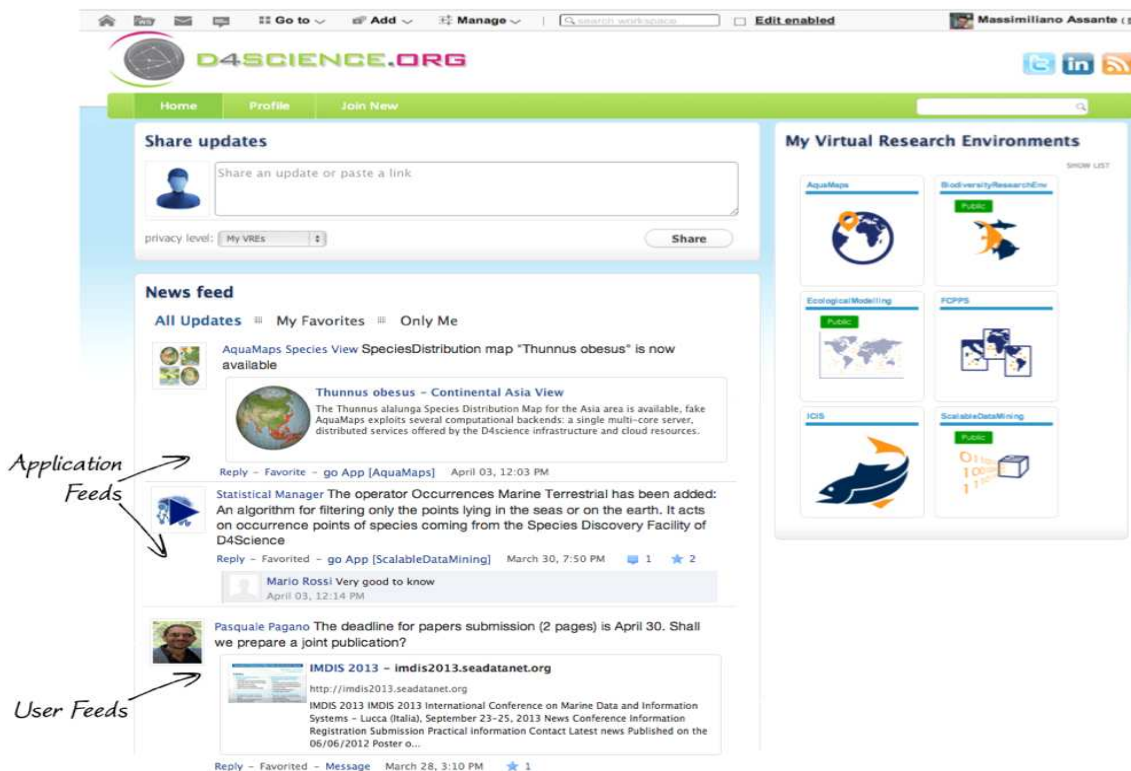 Go to
Add
Manage
search workspace
Edit enabled
Massimiliano Assante
D4SCIENCE.ORG
in
Home
Profile
Join New
Share updates
Share an update or paste a link
privacy level:
My VREs
Share
News feed
All Updates
My Favorites
Only Me
AquaMaps Species View SpeciesDistribution map "Thunnus obesus" is now
available
Thunnus obesus – Continental Asia View
The Thunnus alalunga Species Distribution Map for the Asia area is available, fake
AquaMaps exploits several computational backends: a single multi-core server,
distributed services offered by the D4science infrastructure and cloud resources.
Reply – Favorite – go App [AquaMaps] April 03, 12:03 PM
Application
Feeds
Statistical Manager The operator Occurrences Marine Terrestrial has been added:
An algorithm for filtering only the points lying in the seas or on the earth. It acts
on occurrence points of species coming from the Species Discovery Facility of
D4Science
Reply – Favorited – go App [ScalableDataMining] March 30, 7:50 PM 1 2
Mario Rossi Very good to know
April 03, 12:14 PM
Pasquale Pagano The deadline for papers submission (2 pages) is April 30. Shall
we prepare a joint publication?
IMDIS 2013 – imdis2013.seadatanet.org
http://imdis2013.seadatanet.org
IMDIS 2013 IMDIS 2013 International Conference on Marine Data and Information
Systems – Lucca (Italia), September 23-25, 2013 News Conference Information
Registration Submission Practical information Contact Latest news Published on the
06/06/2012 Poster o...
User Feeds
Reply – Favorited – Message March 28, 3:10 PM 1
My Virtual Research Environments
SHOW LIST
AquaMaps
BiodiversityResearchEnv
Public
EcologicalModelling
Public
FCPPS
ICIS
ScalableDataMining
Public